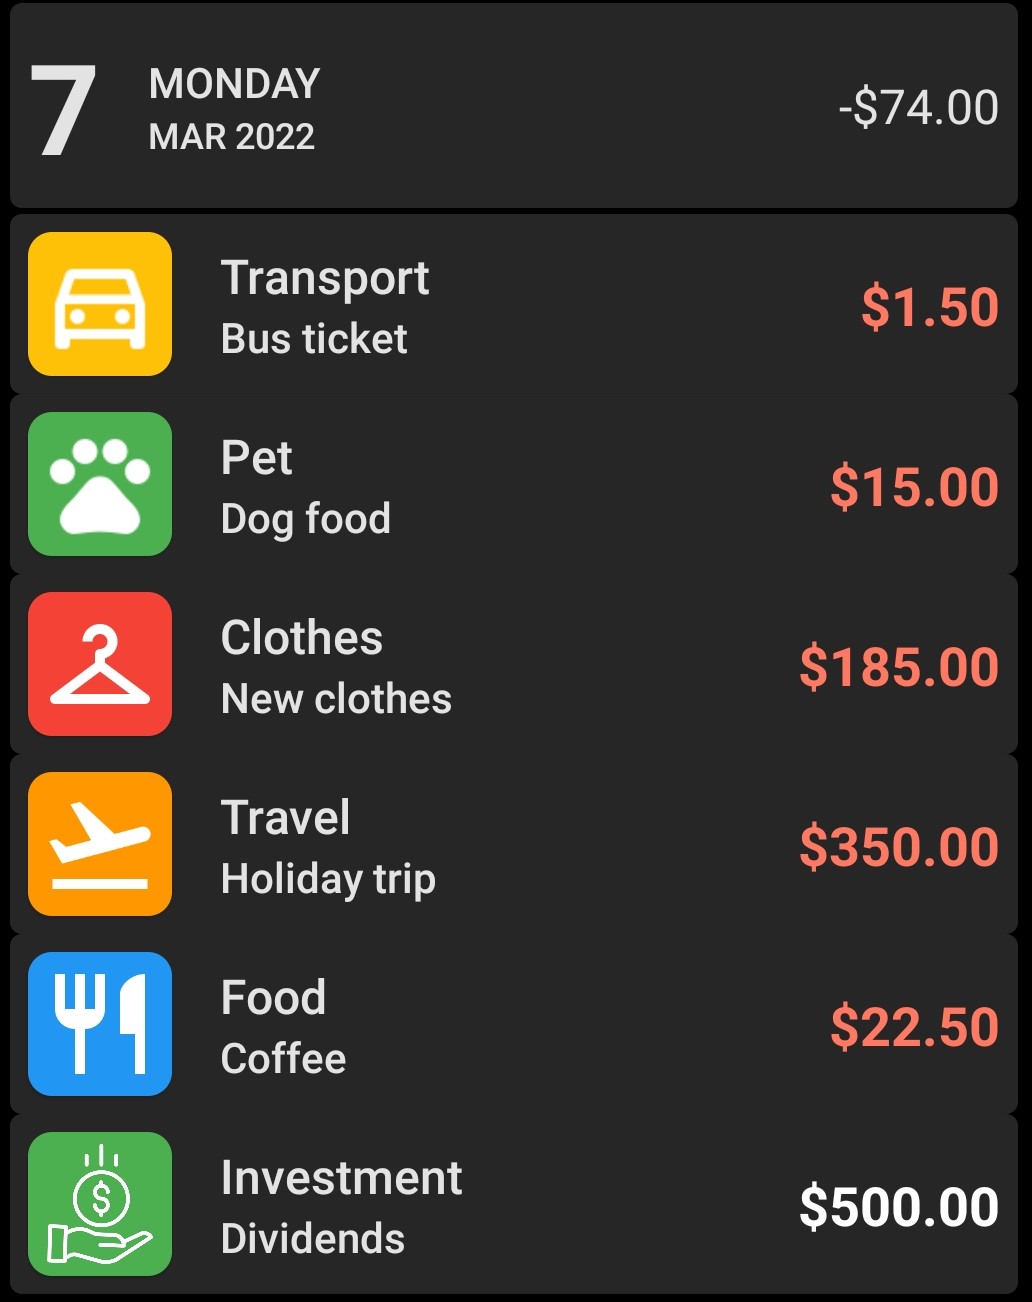 7
MONDAY
MAR 2022
-$74.00
Transport
Bus ticket
$1.50
Pet
Dog food
$15.00
Clothes
New clothes
$185.00
Travel
Holiday trip
$350.00
Food
Coffee
$22.50
$
Investment
Dividends
$500.00